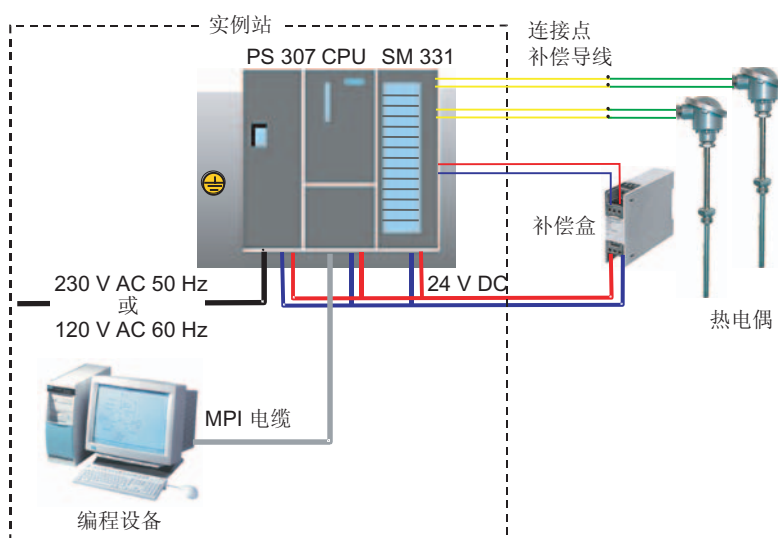 实例站
PS 307 CPU SM 331
连接点
补偿导线
补偿盒
热电偶
230 V AC 50 Hz
或
120 V AC 60 Hz
24 V DC
MPI 电缆
编程设备